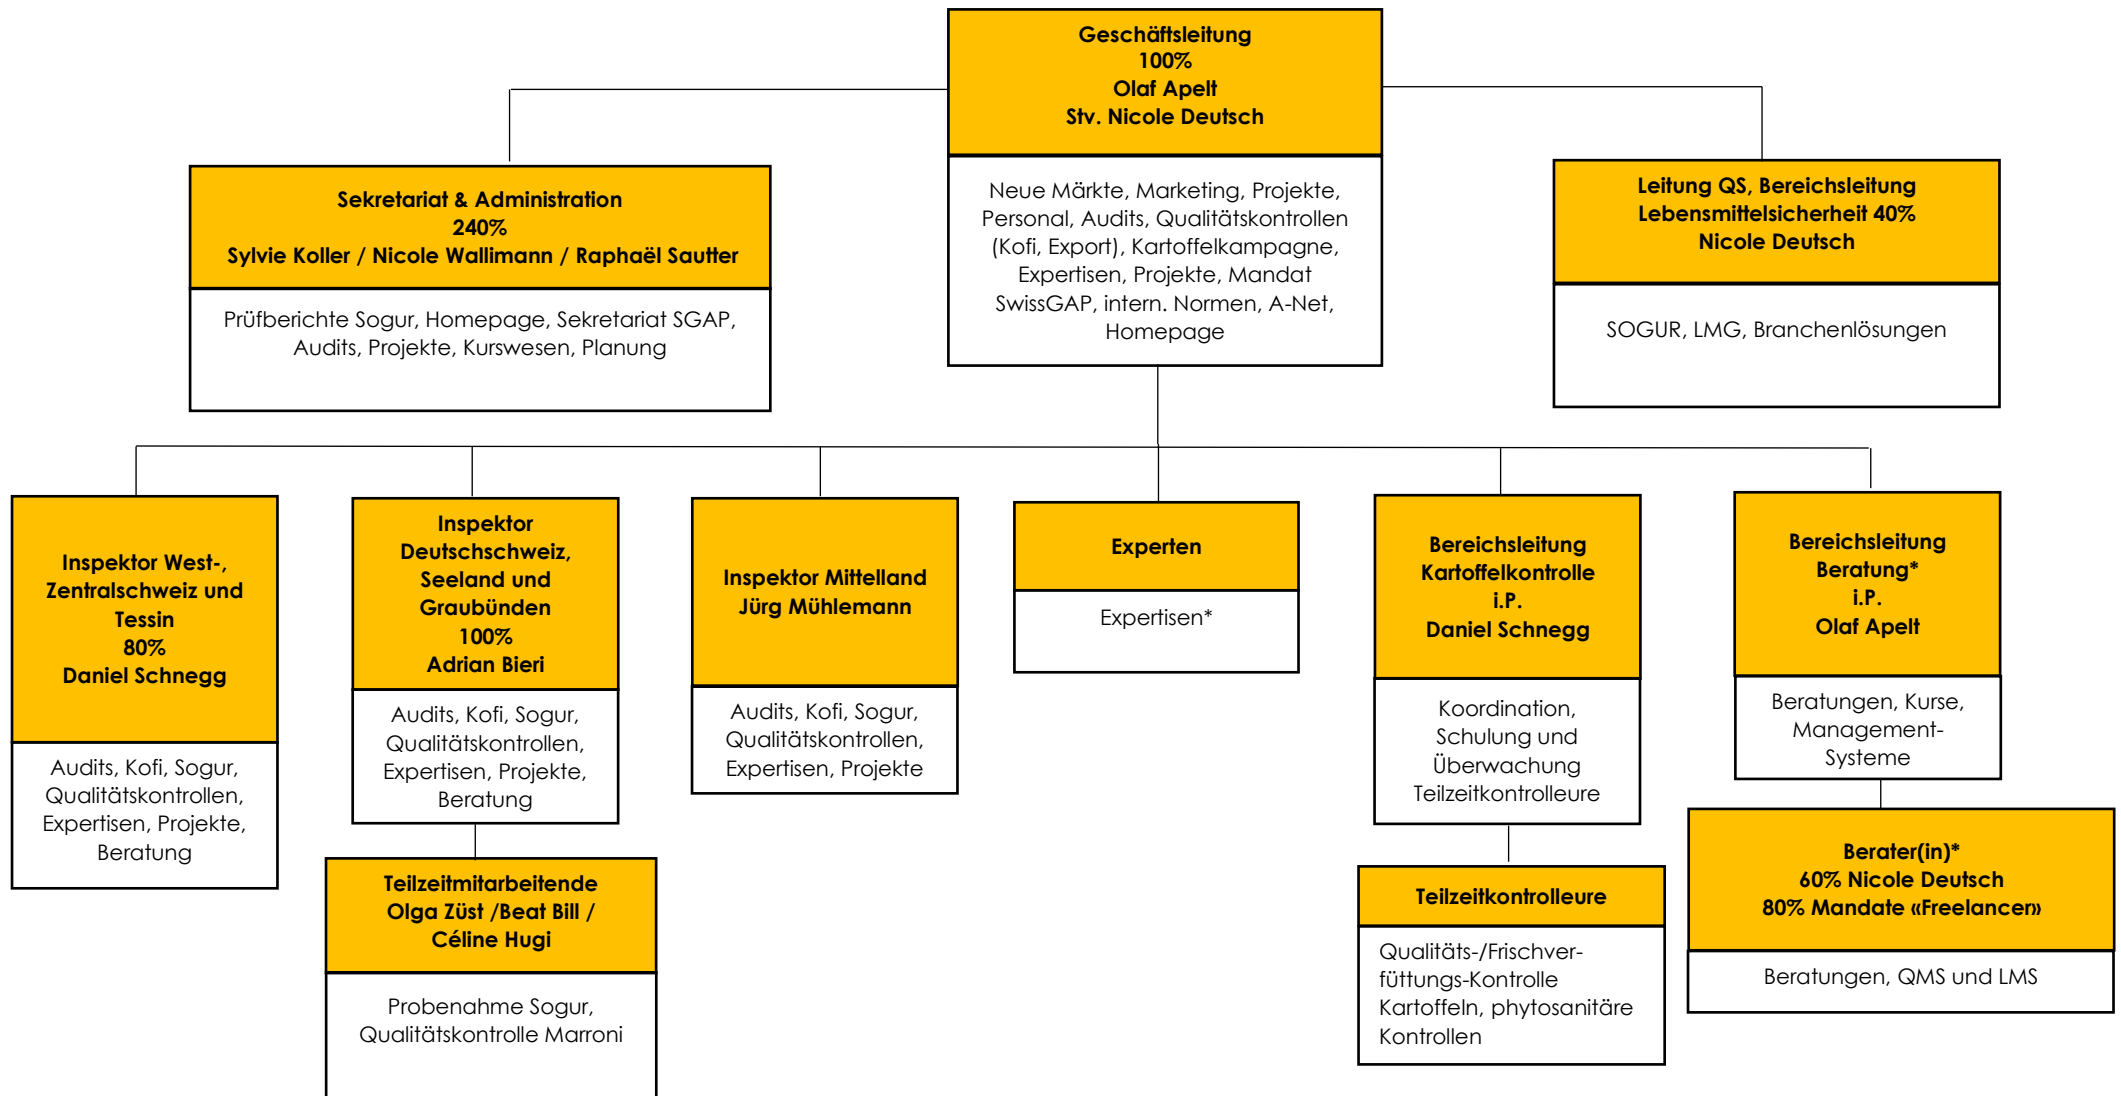 Geschäftsleitung
100%
Olaf Apelt
Stv. Nicole Deutsch
Neue Märkte, Marketing, Projekte,
Personal, Audits, Qualitätskontrollen
(Kofi, Export), Kartoffelkampagne,
Expertisen, Projekte, Mandat
SwissGAP, intern. Normen, A-Net,
Homepage
Sekretariat & Administration
240%
Sylvie Koller / Nicole Wallimann / Raphaël Sautter
Prüfberichte Sogur, Homepage, Sekretariat SGAP,
Audits, Projekte, Kurswesen, Planung
Leitung QS, Bereichsleitung
Lebensmittelsicherheit 40%
Nicole Deutsch
SOGUR, LMG, Branchenlösungen
Inspektor West-,
Zentralschweiz und
Tessin
80%
Daniel Schnegg
Audits, Kofi, Sogur,
Qualitätskontrollen,
Expertisen, Projekte,
Beratung
Inspektor
Deutschschweiz,
Seeland und
Graubünden
100%
Adrian Bieri
Audits, Kofi, Sogur,
Qualitätskontrollen,
Expertisen, Projekte,
Beratung
Teilzeitmitarbeitende
Olga Züst /Beat Bill /
Céline Hugi
Probenahme Sogur,
Qualitätskontrolle Marroni
Inspektor Mittelland
Jürg Mühlemann
Audits, Kofi, Sogur,
Qualitätskontrollen,
Expertisen, Projekte
Experten
Expertisen*
Bereichsleitung
Kartoffelkontrolle
i.P.
Daniel Schnegg
Koordination,
Schulung und
Überwachung
Teilzeitkontrolleure
Teilzeitkontrolleure
Qualitäts-/Frischver-
füttungs-Kontrolle
Kartoffeln, phytosanitäre
Kontrollen
Bereichsleitung
Beratung*
i.P.
Olaf Apelt
Beratungen, Kurse,
Management-
Systeme
Berater(in)*
60% Nicole Deutsch
80% Mandate «Freelancer»
Beratungen, QMS und LMS